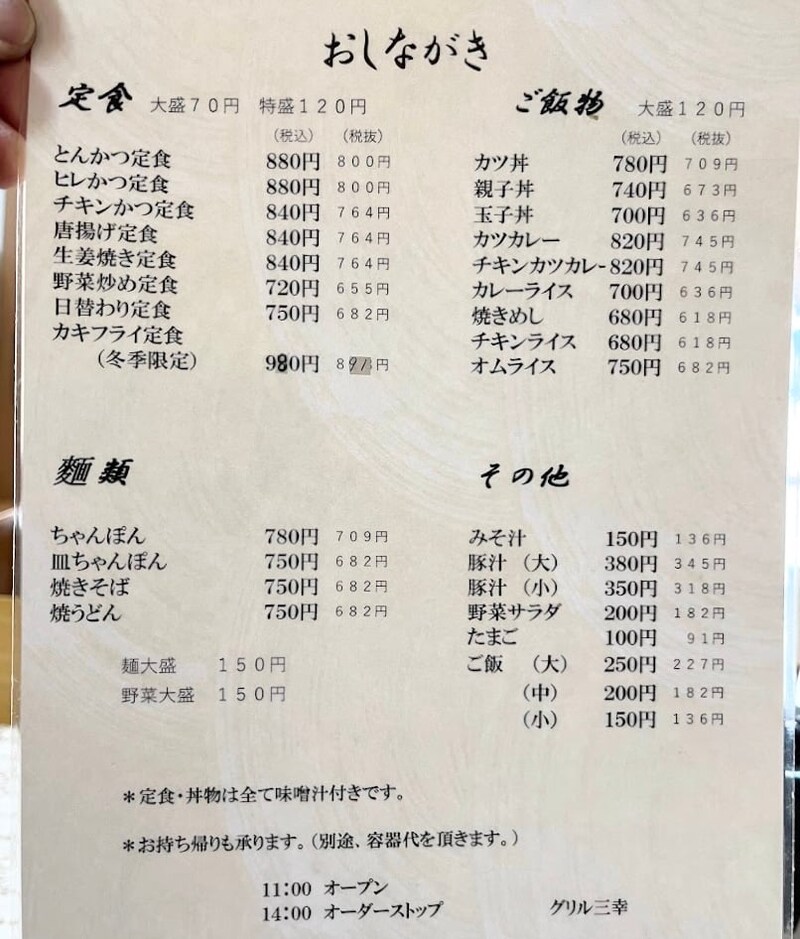 おしながき
定食 大盛70円 特盛120円
(税込) (税抜)
とんかつ定食 880円 800円
ヒレかつ定食 880円 800円
チキンかつ定食 840円 764円
唐揚げ定食 840円 764円
生姜焼き定食 840円 764円
野菜炒め定食 720円 655円
日替わり定食 750円 682円
カキフライ定食
(冬季限定) 980円 89円
ご飯物 大盛120円
(税込) (税抜)
カツ丼 780円 709円
親子丼 740円 673円
玉子丼 700円 636円
カツカレー 820円 745円
チキンカツカレー 820円 745円
カレーライス 700円 636円
焼きめし 680円 618円
チキンライス 680円 618円
オムライス 750円 682円
麺類
ちゃんぽん 780円 709円
皿ちゃんぽん 750円 682円
焼きそば 750円 682円
焼うどん 750円 682円
麺大盛 150円
野菜大盛 150円
その他
みそ汁 150円 136円
豚汁(大) 380円 345円
豚汁(小) 350円 318円
野菜サラダ 200円 182円
たまご 100円 91円
ご飯 (大) 250円 227円
(中) 200円 182円
(小) 150円 136円
*定食・丼物は全て味噌汁付きです。
*お持ち帰りも承ります。(別途、容器代を頂きます。)
11:00 オープン
14:00 オーダーストップ
グリル三幸